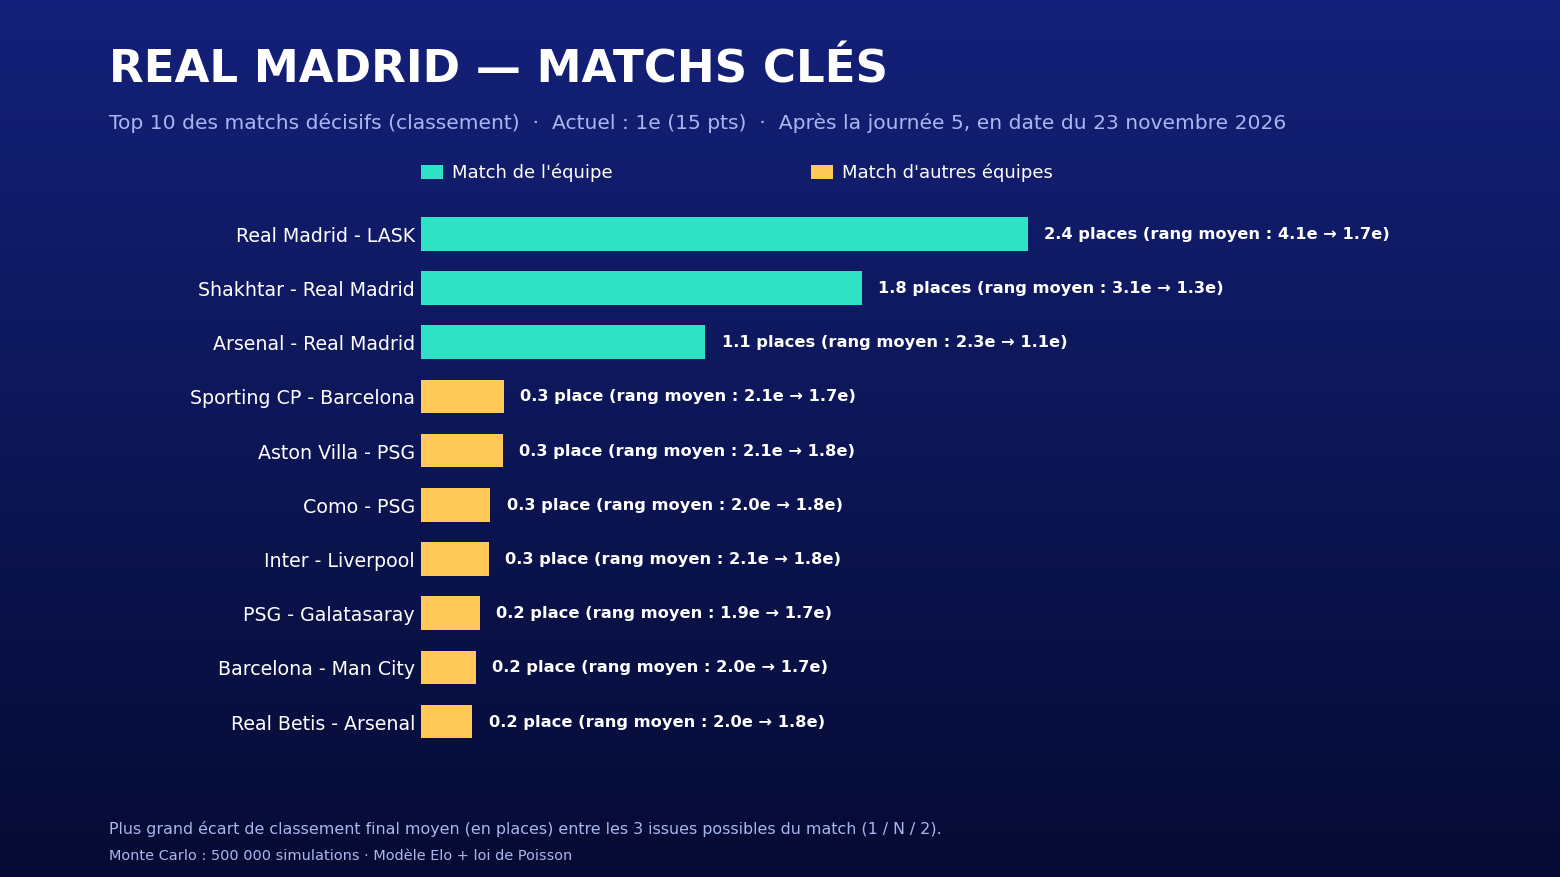 REAL MADRID — MATCHS CLÉS
Top 10 des matchs décisifs (classement)  ·  Actuel : 1e (15 pts)  ·  Après la journée 5, en date du 23 novembre 2026
Match de l'équipe
Match d'autres équipes
Real Madrid - LASK 2.4 places (rang moyen : 4.1e → 1.7e)
Shakhtar - Real Madrid 1.8 places (rang moyen : 3.1e → 1.3e)
Arsenal - Real Madrid 1.1 places (rang moyen : 2.3e → 1.1e)
Sporting CP - Barcelona 0.3 place (rang moyen : 2.1e → 1.7e)
Aston Villa - PSG 0.3 place (rang moyen : 2.1e → 1.8e)
Como - PSG 0.3 place (rang moyen : 2.0e → 1.8e)
Inter - Liverpool 0.3 place (rang moyen : 2.1e → 1.8e)
PSG - Galatasaray 0.2 place (rang moyen : 1.9e → 1.7e)
Barcelona - Man City 0.2 place (rang moyen : 2.0e → 1.7e)
Real Betis - Arsenal 0.2 place (rang moyen : 2.0e → 1.8e)
Plus grand écart de classement final moyen (en places) entre les 3 issues possibles du match (1 / N / 2).
Monte Carlo : 500 000 simulations · Modèle Elo + loi de Poisson